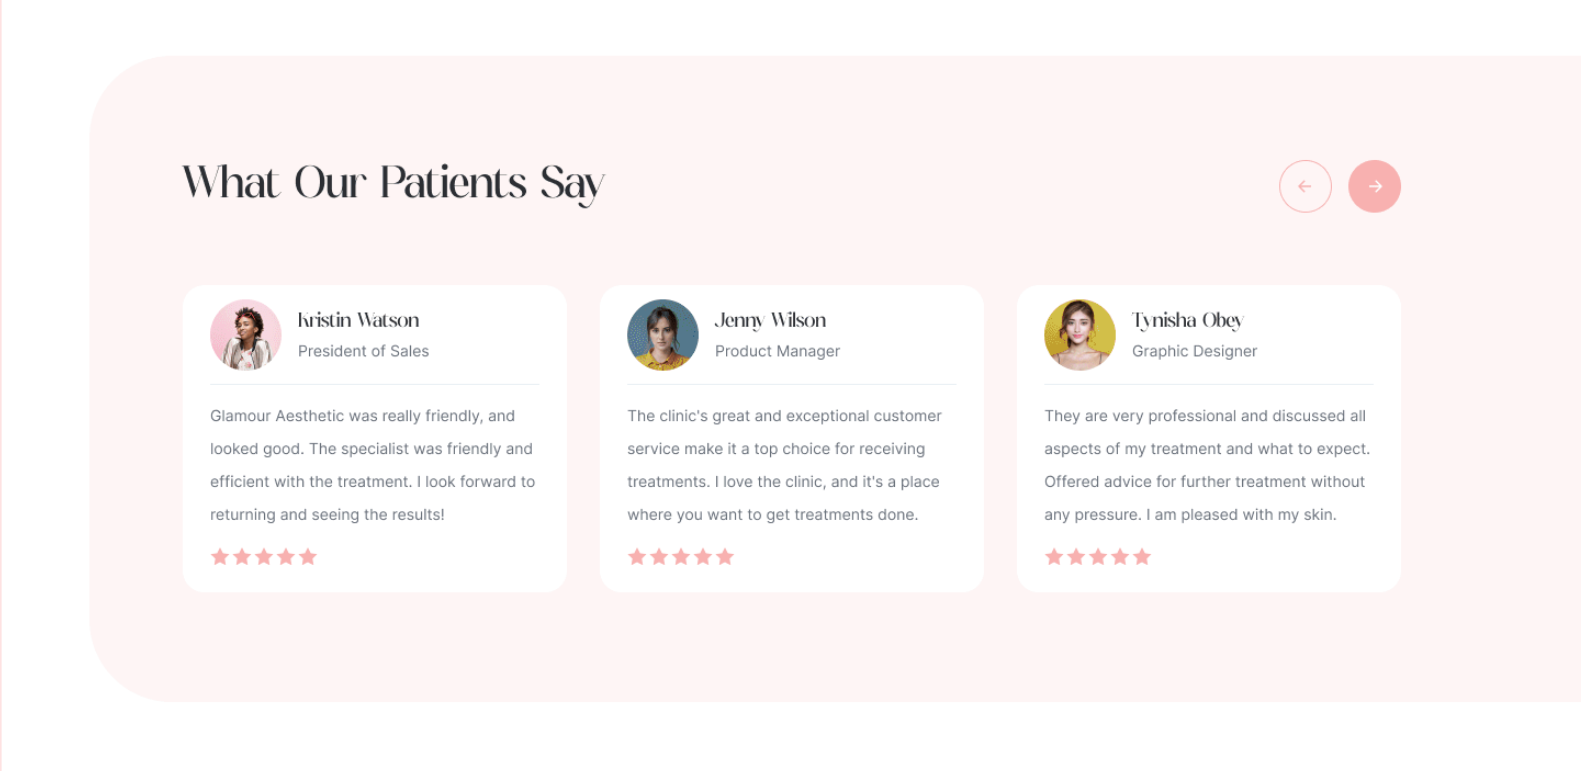 What Our Patients Say
Kristin Watson
President of Sales
Glamour Aesthetic was really friendly, and
looked good. The specialist was friendly and
efficient with the treatment. I look forward to
returning and seeing the results!
Jenny Wilson
Product Manager
The clinic's great and exceptional customer
service make it a top choice for receiving
treatments. I love the clinic, and it's a place
where you want to get treatments done.
Tynisha Obey
Graphic Designer
They are very professional and discussed all
aspects of my treatment and what to expect.
Offered advice for further treatment without
any pressure. I am pleased with my skin.